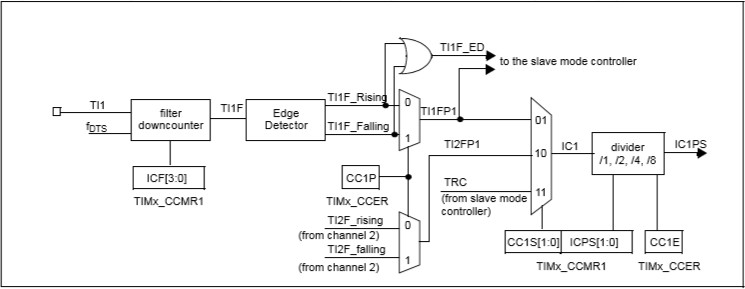 TI1F_ED
to the slave mode controller
TI1F_Rising
0
TI1
TI1F
TI1FP1
filter
downcounter
Edge
Detector
01
fDTS
TI1F_Falling
1
TI2FP1
10
IC1
divider
/1, /2, /4, /8
IC1PS
ICF[3:0]
CC1P
TRC
11
TIMx_CCMR1
TIMx_CCER
(from slave mode
controller)
TI2F_rising
0
(from channel 2)
TI2F_falling
1
(from channel 2)
CC1S[1:0]
ICPS[1:0]
CC1E
TIMx_CCMR1
TIMx_CCER